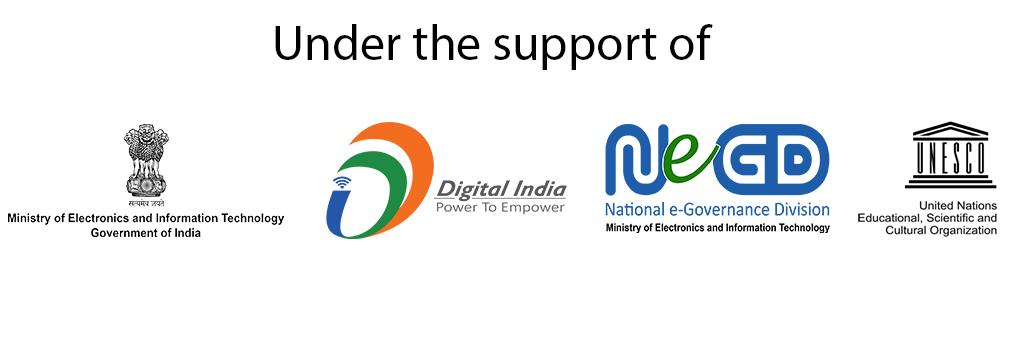 Under the support of
सत्यमेव जयते
Ministry of Electronics and Information Technology
Government of India
Digital India
Power To Empower
NeGD
National e-Governance Division
Ministry of Electronics and Information Technology
UNESCO
United Nations
Educational, Scientific and
Cultural Organization